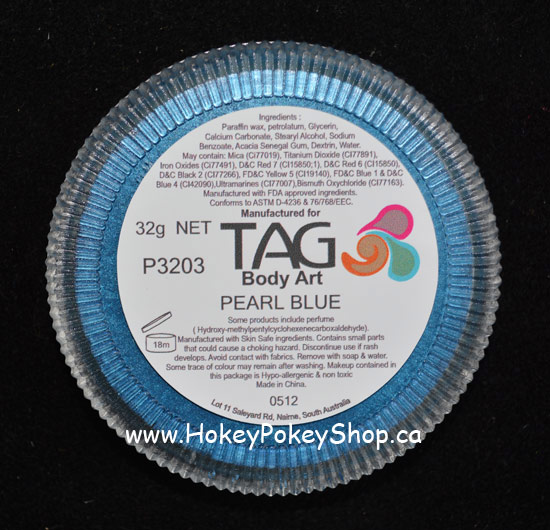 Ingredients :
Paraffin wax, petrolatum, Glycerin,
Calcium Carbonate, Stearyl Alcohol, Sodium
Benzoate, Acacia Senegal Gum, Dextrin, Water.
May contain: Mica (CI77019), Titanium Dioxide (CI77891),
Iron Oxides (CI77491), D&C Red 7 (CI15850;1), D&C Red 6 (CI15850),
D&C Black 2 (CI77266), FD&C Yellow 5 (CI19140), FD&C Blue 1 & D&C
Blue 4 (CI42090),Ultramarines (CI77007),Bismuth Oxychloride (CI77163).
Manufactured with FDA approved ingredients.
Conforms to ASTM D-4236 & 76/768/EEC.
Manufactured for
32g NET
TAG
P3203
Body Art
PEARL BLUE
Some products include perfume
( Hydroxy-methylpentylcyclohexenecarboxaldehyde).
18m
Manufactured with Skin Safe ingredients. Contains small parts
that could cause a choking hazard. Discontinue use if rash
develops. Avoid contact with fabrics. Remove with soap & water.
Some trace of colour may remain after washing. Makeup contained in
this package is Hypo-allergenic & non toxic
Made in China.
0512
Lot 11 Saleyard Rd, Nairne, South Australia
www.HokeyPokeyShop.ca